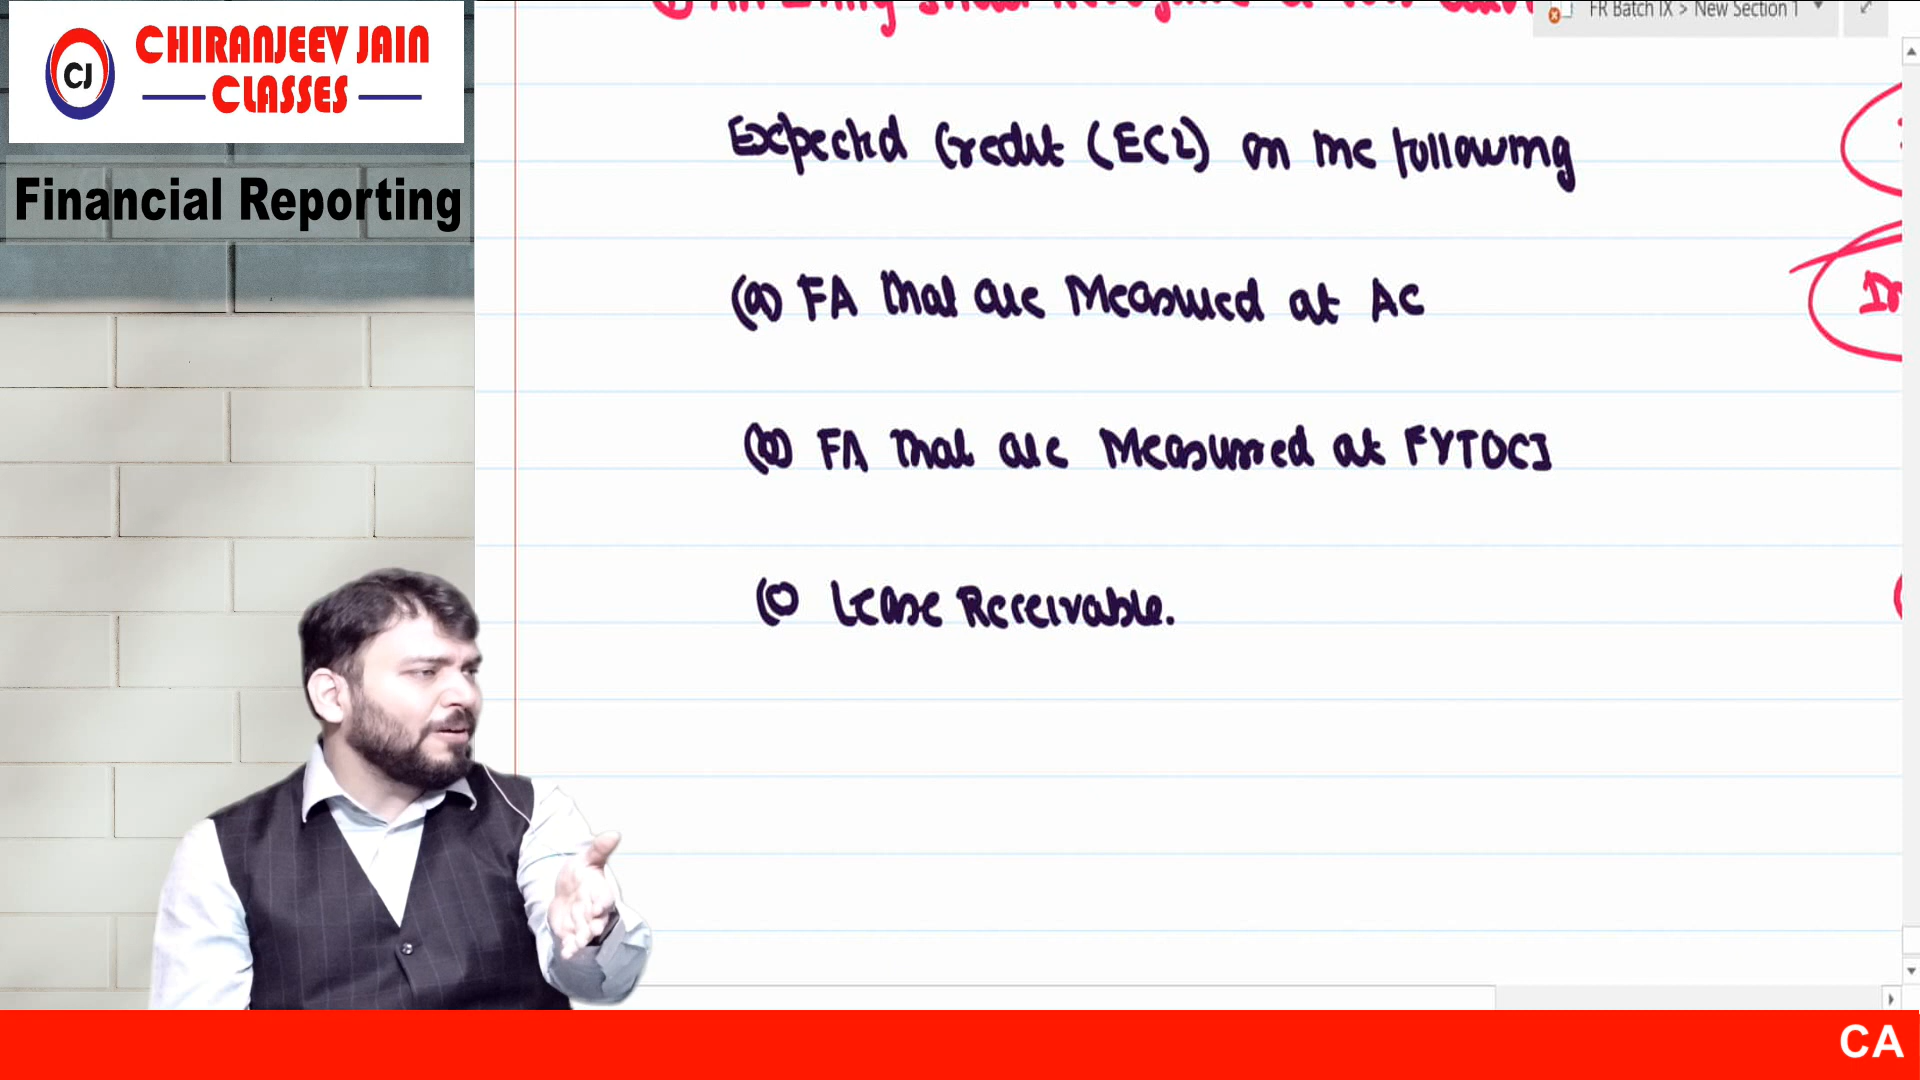 CHIRANJEEV JAIN
CLASSES
CJ
Financial Reporting
FR Batch IX > New Section 1
Expected Credit (ECL) on the following
(a) FA that are Measured at AC
(b) FA that are Measured at FVTOCI
(c) Lease Receivable.
CA